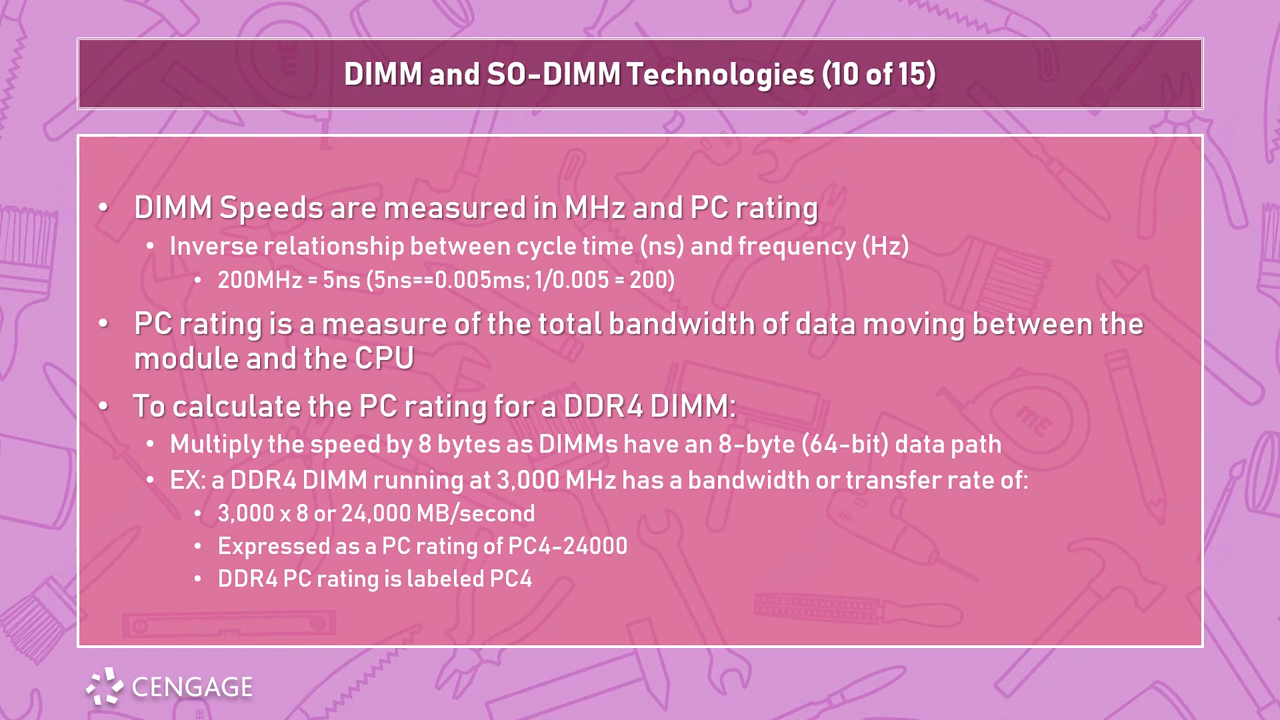 DIMM and SO-DIMM Technologies (10 of 15)
• DIMM Speeds are measured in MHz and PC rating
• Inverse relationship between cycle time (ns) and frequency (Hz)
• 200MHz = 5ns (5ns==0.005ms; 1/0.005 = 200)
• PC rating is a measure of the total bandwidth of data moving between the
module and the CPU
• To calculate the PC rating for a DDR4 DIMM:
• Multiply the speed by 8 bytes as DIMMs have an 8-byte (64-bit) data path
• EX: a DDR4 DIMM running at 3,000 MHz has a bandwidth or transfer rate of:
• 3,000 x 8 or 24,000 MB/second
• Expressed as a PC rating of PC4-24000
• DDR4 PC rating is labeled PC4
CENGAGE